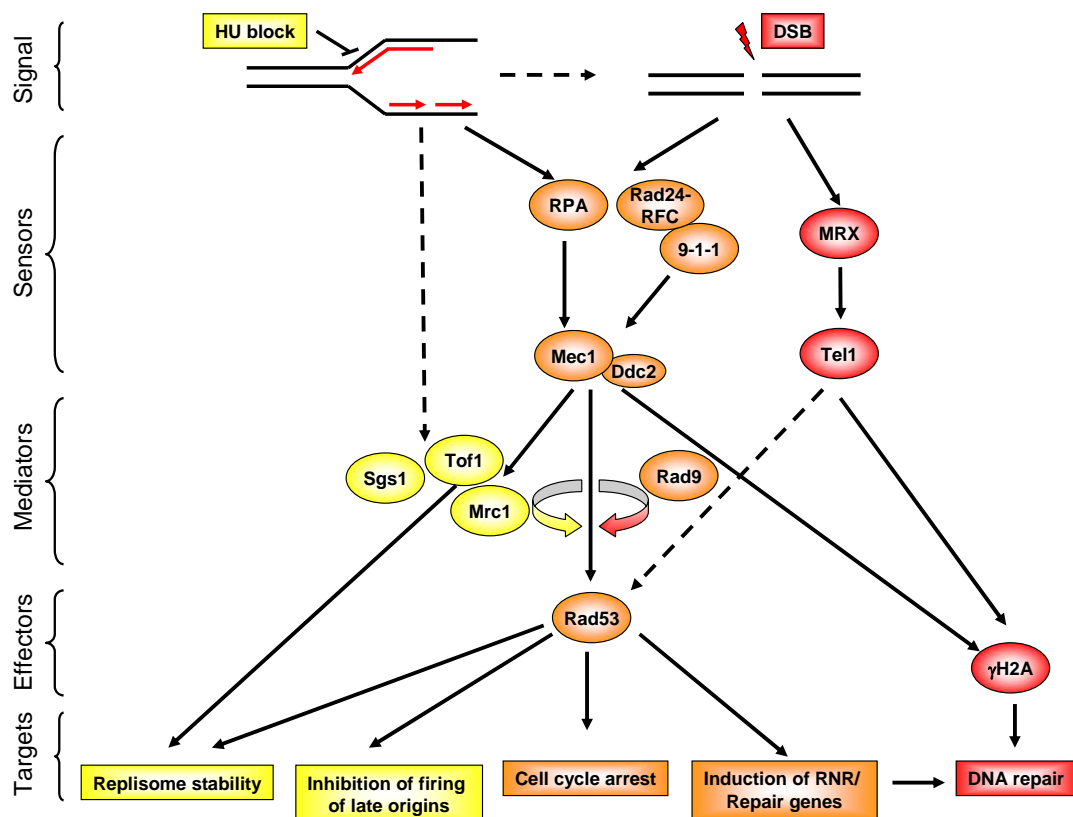 Signal
HU block
DSB
Sensors
RPA
Rad24-
RFC
9-1-1
MRX
Mec1
Ddc2
Tel1
Mediators
Sgs1
Tof1
Mrc1
Rad9
Effectors
Rad53
γH2A
Targets
Replisome stability
Inhibition of firing
of late origins
Cell cycle arrest
Induction of RNR/
Repair genes
DNA repair